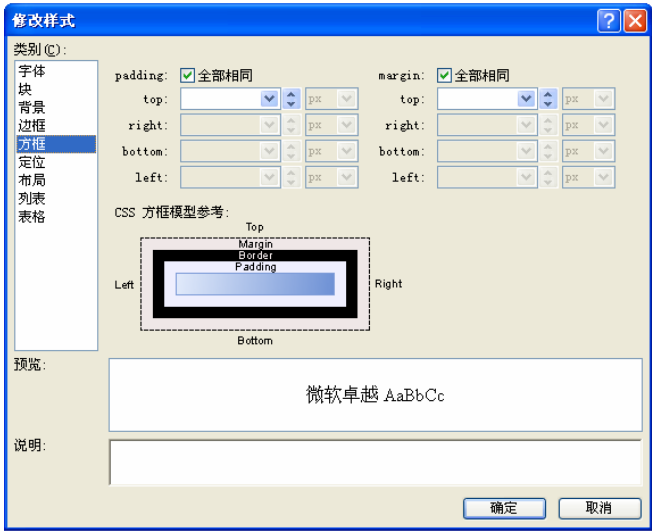 修改样式
类别(C):
字体
块
背景
边框
方框
定位
布局
列表
表格
padding: 全部相同
top: px
right: px
bottom: px
left: px
margin: 全部相同
top: px
right: px
bottom: px
left: px
CSS 方框模型参考:
Top
Margin
Border
Padding
Left
Right
Bottom
预览:
微软卓越 AaBbCc
说明:
确定
取消